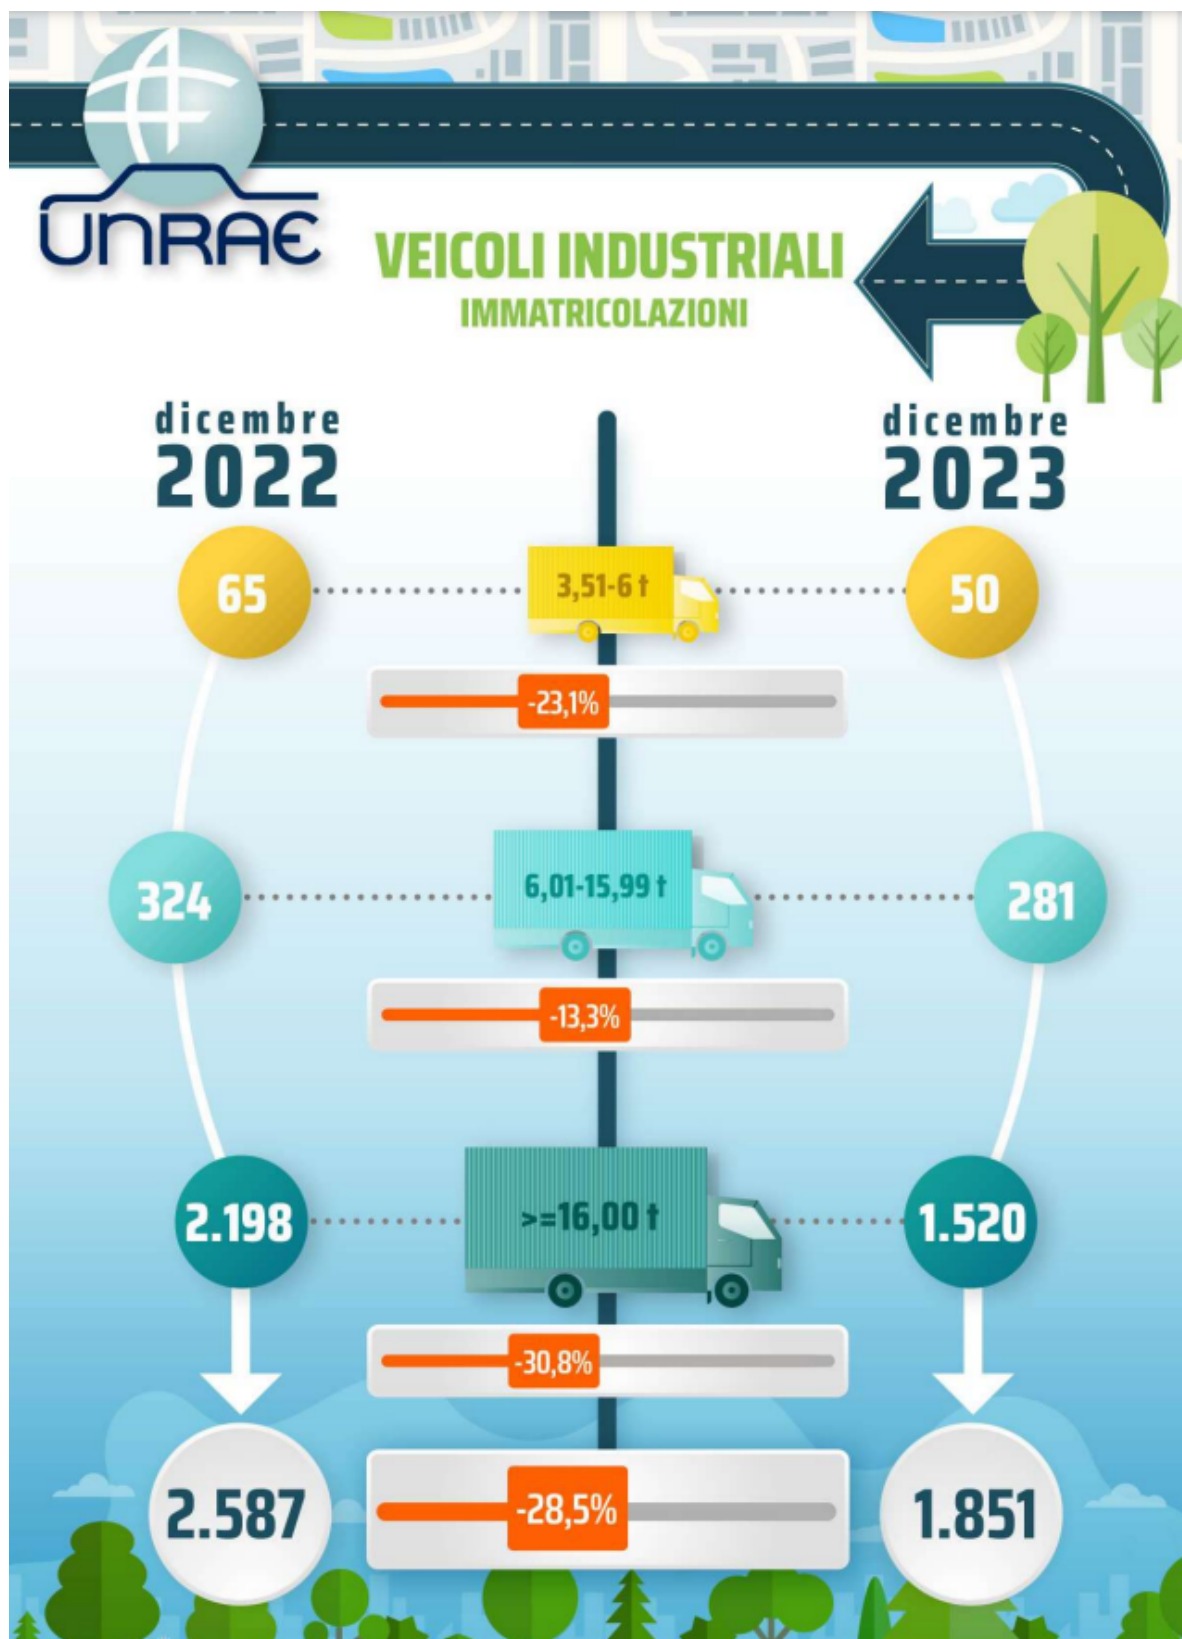 UNRAE
VEICOLI INDUSTRIALI
IMMATRICOLAZIONI
dicembre
2022
dicembre
2023
65
3,51-6 t
50
-23,1%
324
6,01-15,99 t
281
-13,3%
2.198
>=16,00 t
1.520
-30,8%
2.587
-28,5%
1.851